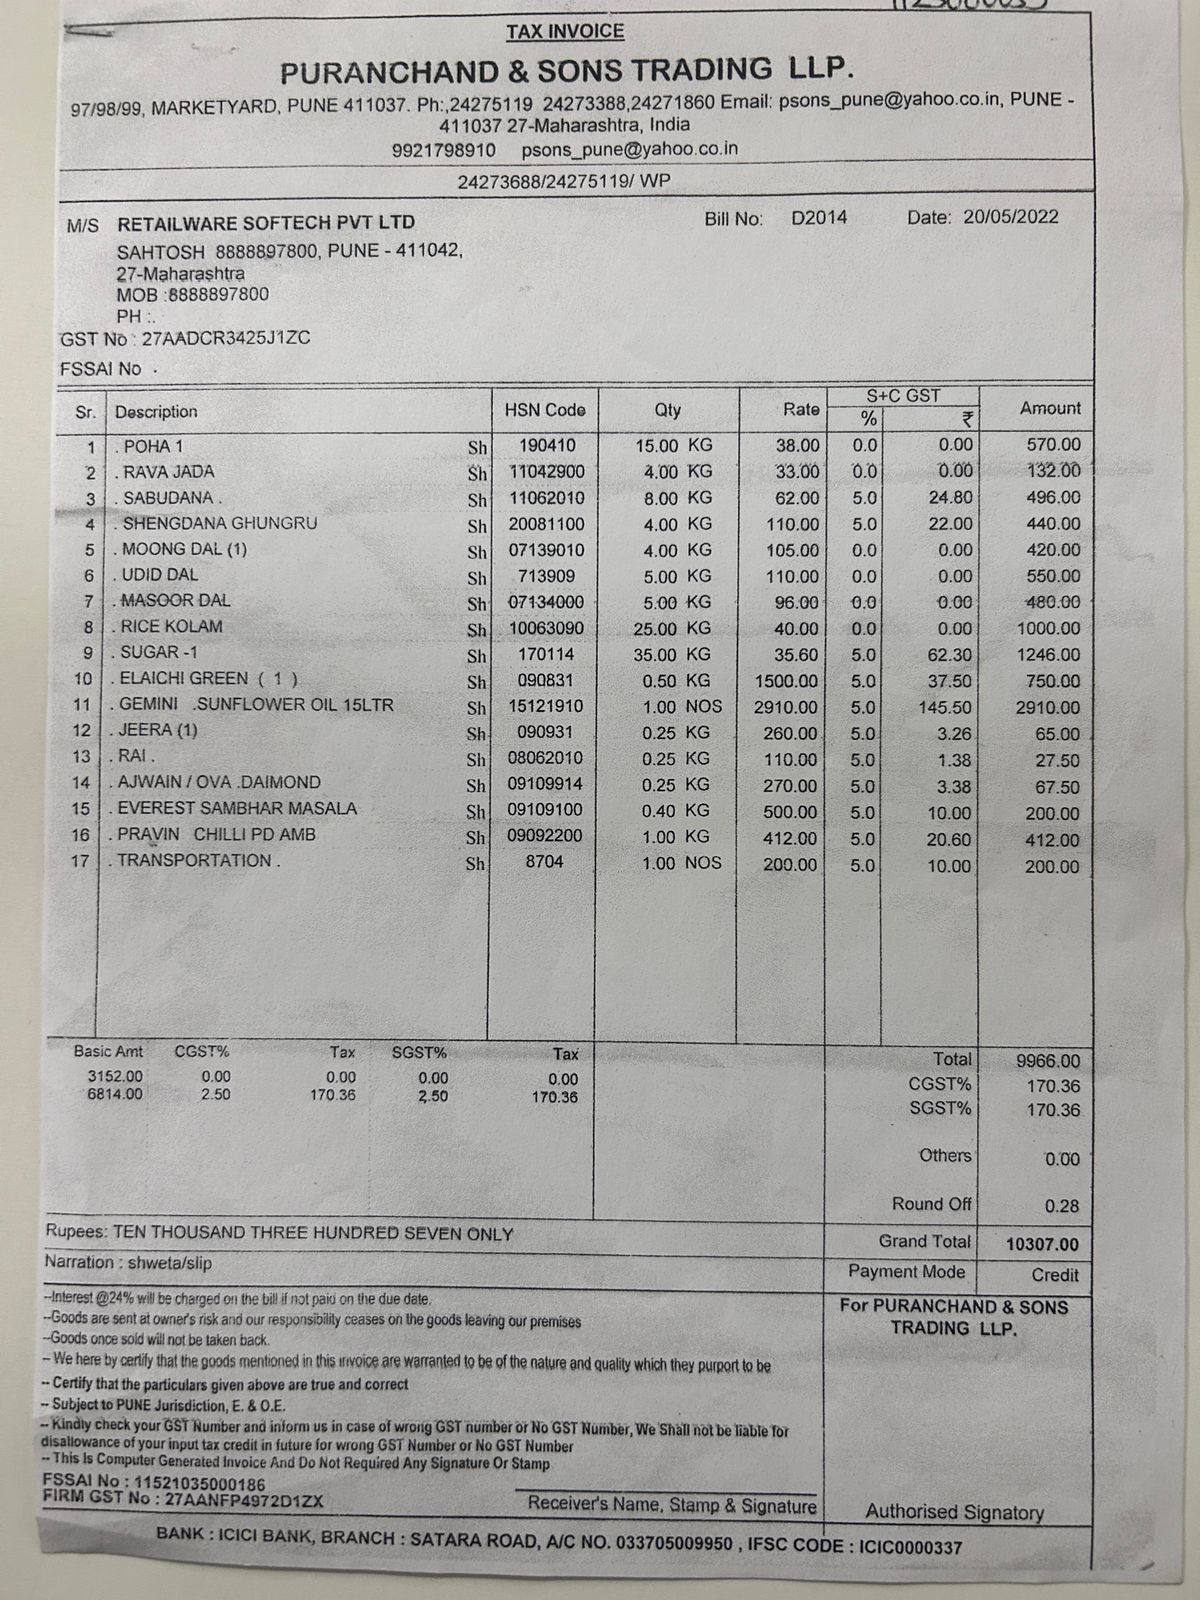 TAX INVOICE
PURANCHAND & SONS TRADING LLP.
97/98/99, MARKETYARD, PUNE 411037. Ph:,24275119 24273388,24271860 Email: psons_pune@yahoo.co.in, PUNE -
411037 27-Maharashtra, India
9921798910 psons_pune@yahoo.co.in
24273688/24275119/ WP
M/S RETAILWARE SOFTECH PVT LTD Bill No: D2014 Date: 20/05/2022
SAHTOSH 8888897800, PUNE - 411042,
27-Maharashtra
MOB :8888897800
PH :.
GST No : 27AADCR3425J1ZC
FSSAI No .
Sr. Description HSN Code Qty Rate S+C GST % ₹ Amount
1 . POHA 1 Sh 190410 15.00 KG 38.00 0.0 0.00 570.00
2 . RAVA JADA Sh 11042900 4.00 KG 33.00 0.0 0.00 132.00
3 . SABUDANA . Sh 11062010 8.00 KG 62.00 5.0 24.80 496.00
4 . SHENGDANA GHUNGRU Sh 20081100 4.00 KG 110.00 5.0 22.00 440.00
5 . MOONG DAL (1) Sh 07139010 4.00 KG 105.00 0.0 0.00 420.00
6 . UDID DAL Sh 713909 5.00 KG 110.00 0.0 0.00 550.00
7 . MASOOR DAL Sh 07134000 5.00 KG 96.00 0.0 0.00 480.00
8 . RICE KOLAM Sh 10063090 25.00 KG 40.00 0.0 0.00 1000.00
9 . SUGAR -1 Sh 170114 35.00 KG 35.60 5.0 62.30 1246.00
10 . ELAICHI GREEN ( 1 ) Sh 090831 0.50 KG 1500.00 5.0 37.50 750.00
11 . GEMINI .SUNFLOWER OIL 15LTR Sh 15121910 1.00 NOS 2910.00 5.0 145.50 2910.00
12 . JEERA (1) Sh 090931 0.25 KG 260.00 5.0 3.26 65.00
13 . RAI . Sh 08062010 0.25 KG 110.00 5.0 1.38 27.50
14 . AJWAIN / OVA .DAIMOND Sh 09109914 0.25 KG 270.00 5.0 3.38 67.50
15 . EVEREST SAMBHAR MASALA Sh 09109100 0.40 KG 500.00 5.0 10.00 200.00
16 . PRAVIN CHILLI PD AMB Sh 09092200 1.00 KG 412.00 5.0 20.60 412.00
17 . TRANSPORTATION . Sh 8704 1.00 NOS 200.00 5.0 10.00 200.00
Basic Amt CGST% Tax SGST% Tax
3152.00 0.00 0.00 0.00 0.00
6814.00 2.50 170.36 2.50 170.36
Total 9966.00
CGST% 170.36
SGST% 170.36
Others 0.00
Round Off 0.28
Rupees: TEN THOUSAND THREE HUNDRED SEVEN ONLY
Grand Total 10307.00
Narration : shweta/slip
Payment Mode Credit
--Interest @24% will be charged on the bill if not paid on the due date.
--Goods are sent at owner's risk and our responsibility ceases on the goods leaving our premises
--Goods once sold will not be taken back.
-- We here by certify that the goods mentioned in this invoice are warranted to be of the nature and quality which they purport to be
-- Certify that the particulars given above are true and correct
-- Subject to PUNE Jurisdiction, E. & O.E.
-- Kindly check your GST Number and inform us in case of wrong GST number or No GST Number, We Shall not be liable for
disallowance of your input tax credit in future for wrong GST Number or No GST Number
-- This Is Computer Generated Invoice And Do Not Required Any Signature Or Stamp
FSSAI No : 11521035000186
FIRM GST No : 27AANFP4972D1ZX
For PURANCHAND & SONS
TRADING LLP.
Receiver's Name, Stamp & Signature
Authorised Signatory
BANK : ICICI BANK, BRANCH : SATARA ROAD, A/C NO. 033705009950 , IFSC CODE : ICIC0000337